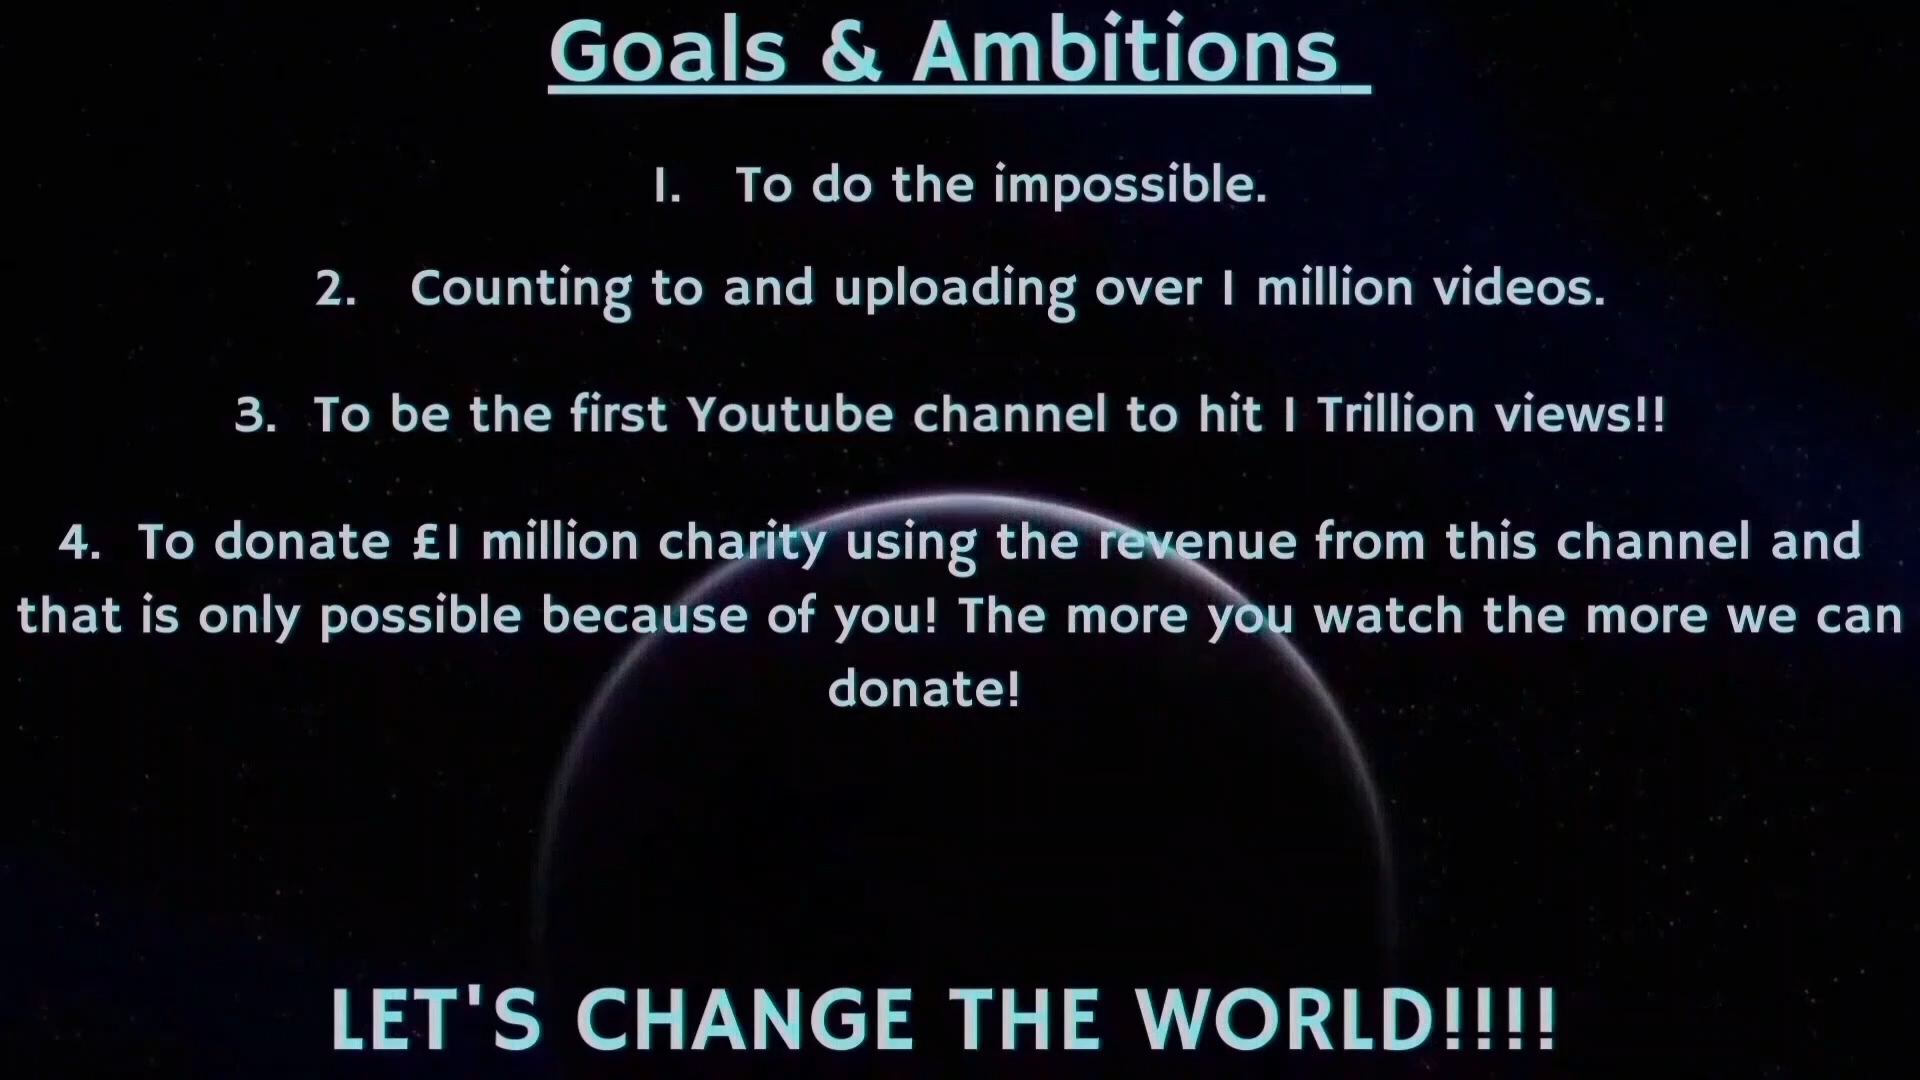 Goals & Ambitions
1. To do the impossible.
2. Counting to and uploading over 1 million videos.
3. To be the first Youtube channel to hit 1 Trillion views!!
4. To donate £1 million charity using the revenue from this channel and
that is only possible because of you! The more you watch the more we can
donate!
LET'S CHANGE THE WORLD!!!!